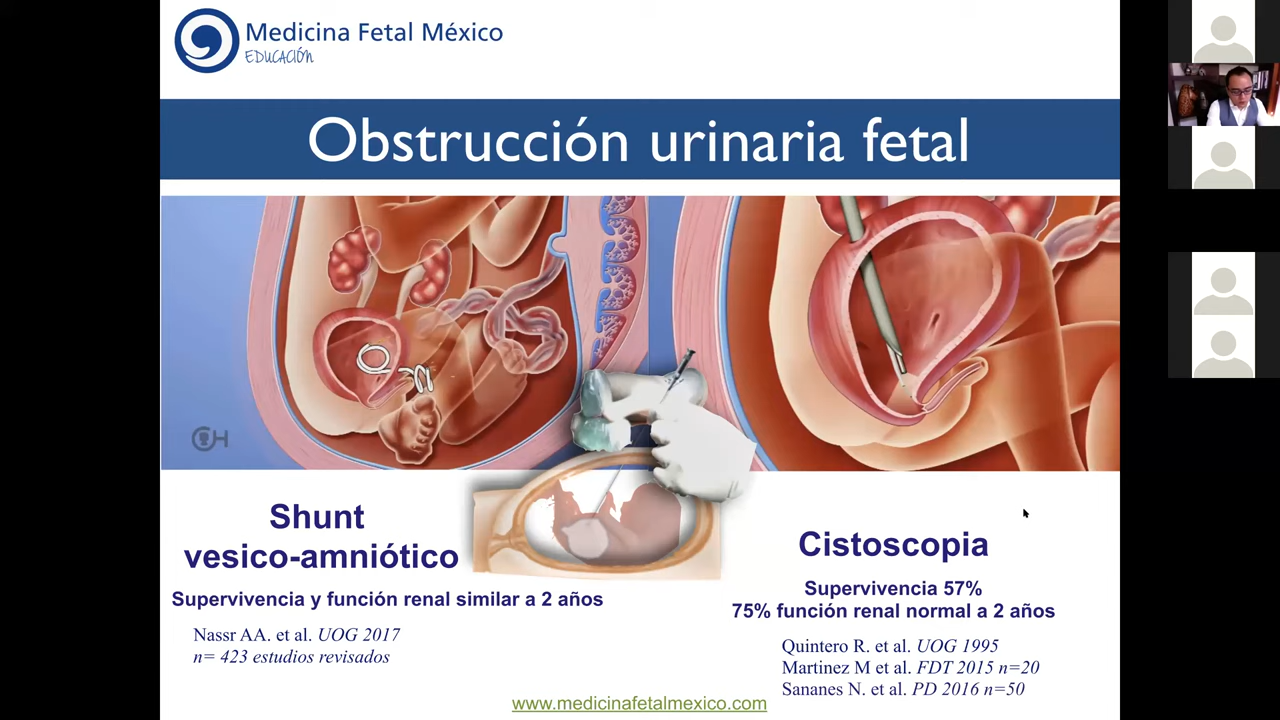 Medicina Fetal México
EDUCACIÓN
Obstrucción urinaria fetal
CH
Shunt
vesico-amniótico
Supervivencia y función renal similar a 2 años
Nassr AA. et al. UOG 2017
n= 423 estudios revisados
Cistoscopia
Supervivencia 57%
75% función renal normal a 2 años
Quintero R. et al. UOG 1995
Martinez M et al. FDT 2015 n=20
Sananes N. et al. PD 2016 n=50
www.medicinafetalmexico.com